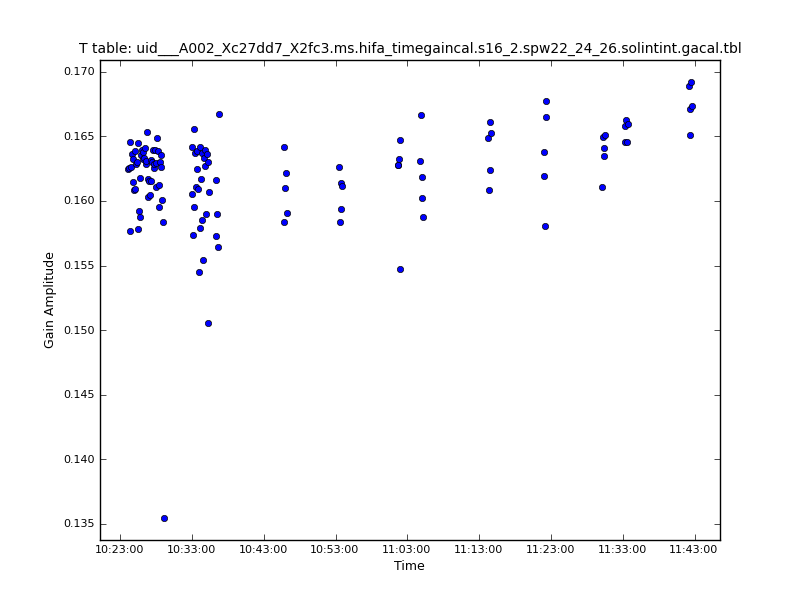 T table: uid___A002_Xc27dd7_X2fc3.ms.hifa_timegaincal.s16_2.spw22_24_26.solintint.gacal.tbl
0.170
0.165
0.160
0.155
0.150
0.145
0.140
0.135
Gain Amplitude
10:23:00 10:33:00 10:43:00 10:53:00 11:03:00 11:13:00 11:23:00 11:33:00 11:43:00
Time